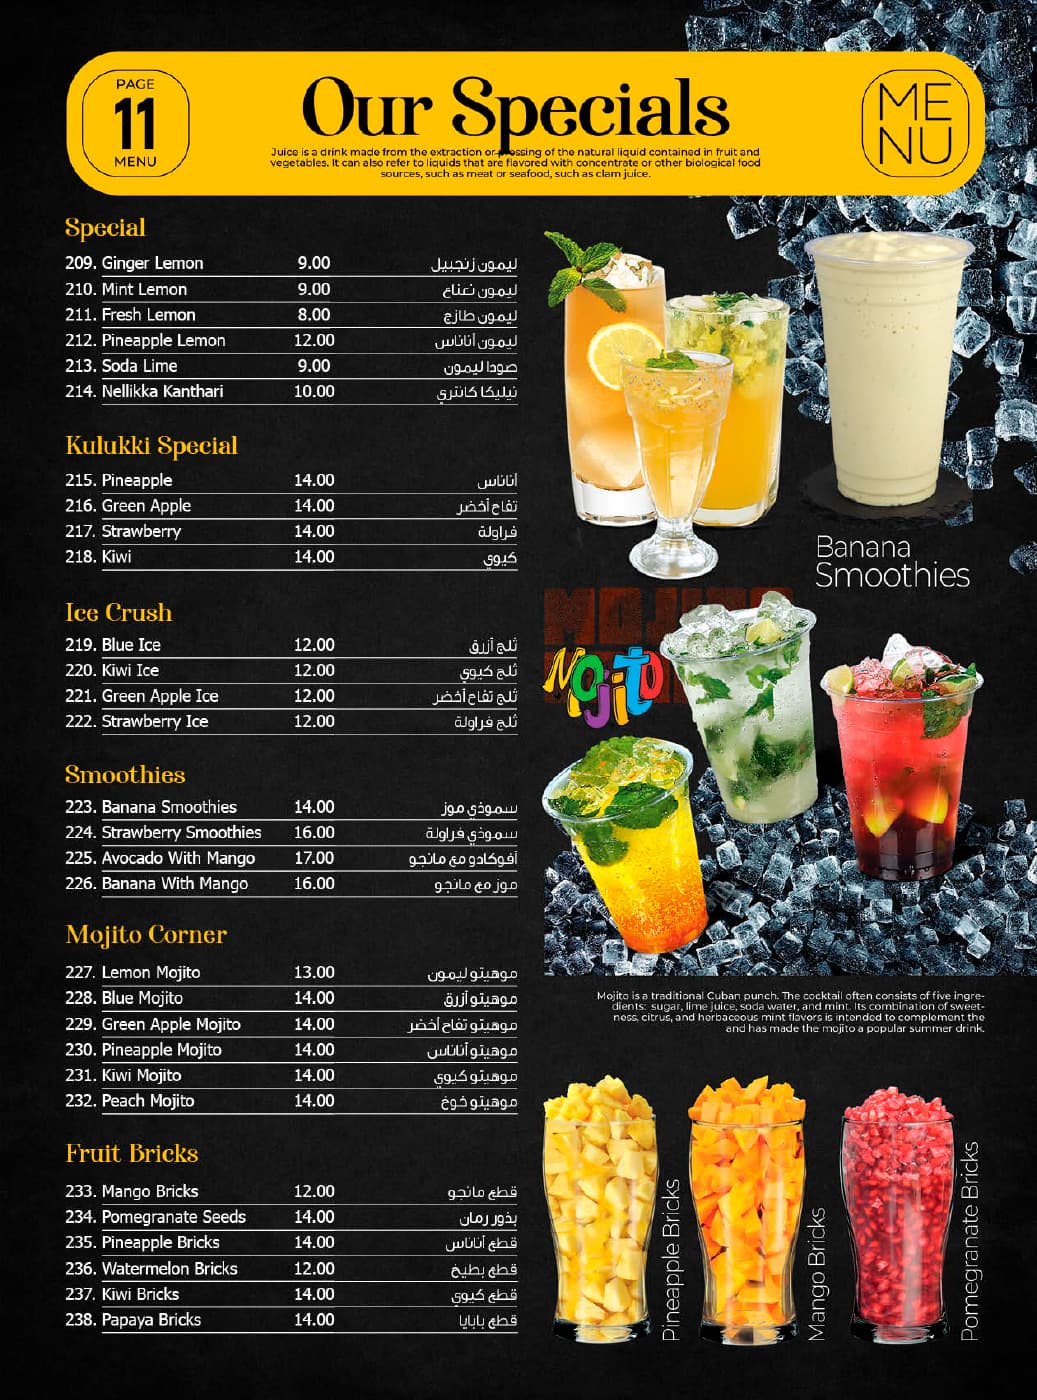 PAGE
11
MENU
Our Specials
Juice is a drink made from the extraction or pressing of the natural liquid contained in fruit and
vegetables. It can also refer to liquids that are flavored with concentrate or other biological food
sources, such as meat or seafood, such as clam juice.
ME
NU
Special
209. Ginger Lemon 9.00 ليمون زنجبيل
210. Mint Lemon 9.00 ليمون نعناع
211. Fresh Lemon 8.00 ليمون طازج
212. Pineapple Lemon 12.00 ليمون أناناس
213. Soda Lime 9.00 صودا ليمون
214. Nellikka Kanthari 10.00 نيليكا كانتري
Kulukki Special
215. Pineapple 14.00 أناناس
216. Green Apple 14.00 تفاح أخضر
217. Strawberry 14.00 فراولة
218. Kiwi 14.00 كيوي
Ice Crush
219. Blue Ice 12.00 ثلج أزرق
220. Kiwi Ice 12.00 ثلج كيوي
221. Green Apple Ice 12.00 ثلج تفاح أخضر
222. Strawberry Ice 12.00 ثلج فراولة
Smoothies
223. Banana Smoothies 14.00 سموذي موز
224. Strawberry Smoothies 16.00 سموذي فراولة
225. Avocado With Mango 17.00 أفوكادو مع مانجو
226. Banana With Mango 16.00 موز مع مانجو
Mojito Corner
227. Lemon Mojito 13.00 موهيتو ليمون
228. Blue Mojito 14.00 موهيتو أزرق
229. Green Apple Mojito 14.00 موهيتو تفاح أخضر
230. Pineapple Mojito 14.00 موهيتو أناناس
231. Kiwi Mojito 14.00 موهيتو كيوي
232. Peach Mojito 14.00 موهيتو خوخ
Fruit Bricks
233. Mango Bricks 12.00 قطع مانجو
234. Pomegranate Seeds 14.00 بذور رمان
235. Pineapple Bricks 14.00 قطع أناناس
236. Watermelon Bricks 12.00 قطع بطيخ
237. Kiwi Bricks 14.00 قطع كيوي
238. Papaya Bricks 14.00 قطع بابايا
Banana
Smoothies
MOJITO
Mojito
Mojito is a traditional Cuban punch. The cocktail often consists of five ingre-
dients: sugar, lime juice, soda water, and mint. Its combination of sweet-
ness, citrus, and herbaceous mint flavors is intended to complement the
and has made the mojito a popular summer drink.
Pineapple Bricks
Mango Bricks
Pomegranate Bricks